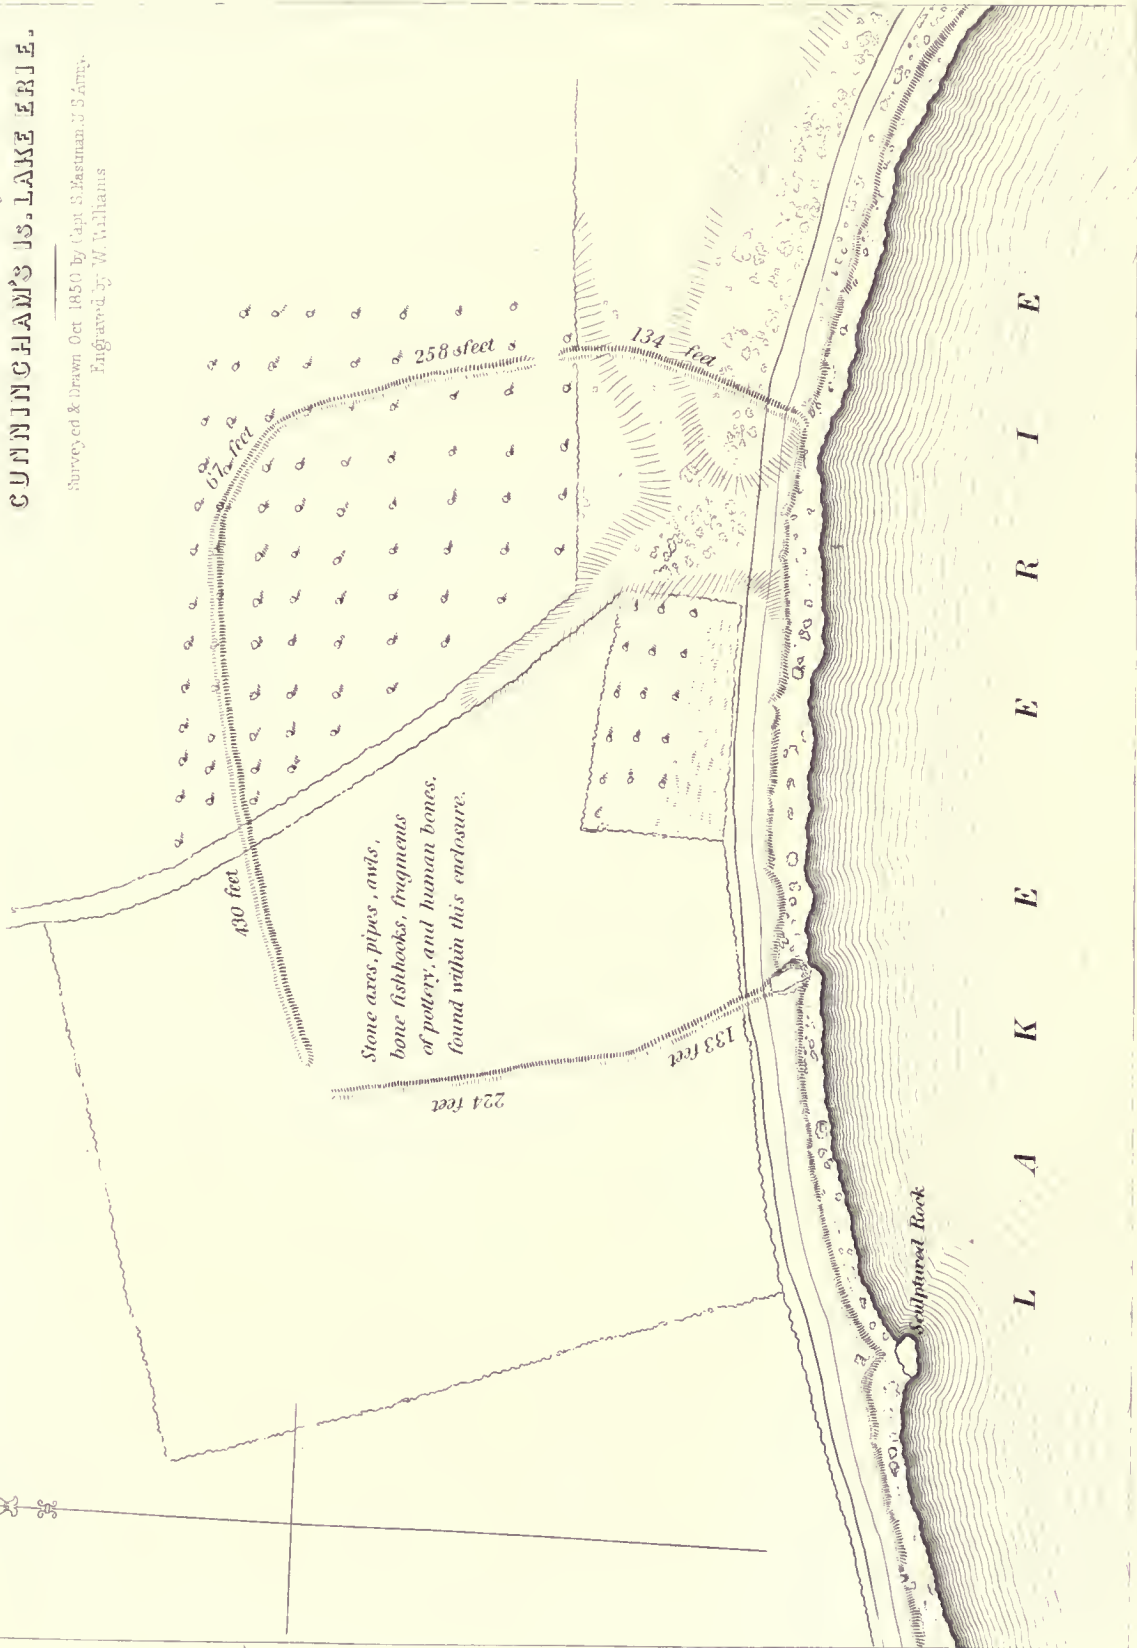 CUNNINGHAM'S IS. LAKE ERIE.
Surveyed & Drawn Oct 1850 by Capt S. Eastman. U S Army.
Engraved by W. Williams
67 feet
258 feet
134 feet
430 feet
Stone axes, pipes, awls,
bone fishhooks, fragments
of pottery, and human bones,
found within this enclosure.
224 feet
133 feet
Sculptured Rock
LAKE ERIE